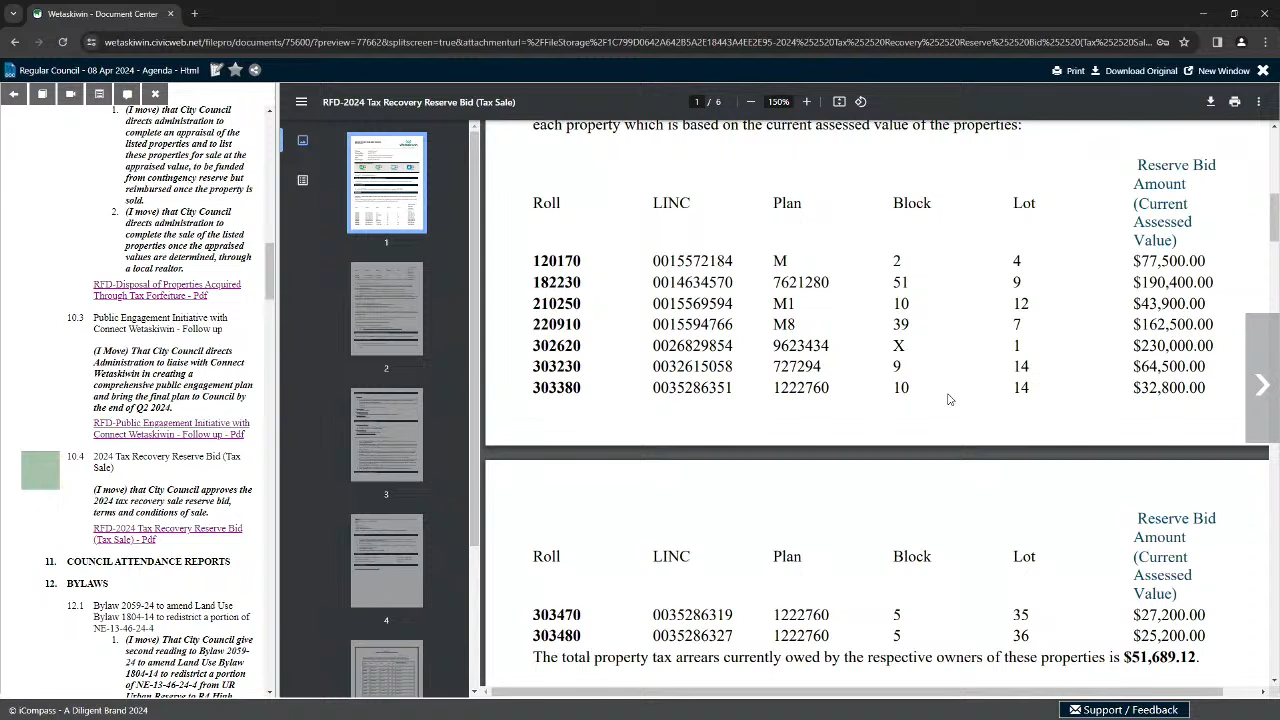 Wetaskiwin - Document Center
wetaskiwin.civicweb.net/filepro/documents/75600/?preview=77662&splitscreen=true&attachmenturl=%2FFileStorage%2F1C799D0642A642B5A2E18443A4EE2E95-2024%252520Tax%252520Recovery%252520Reserve%252520Bid%252520(Tax%252520Sal...
Regular Council - 08 Apr 2024 - Agenda - Html
Print Download Original New Window
1. (I move) that City Council
directs administration to
complete an appraisal of the
listed properties and to list
these properties for sale at the
appraised value, to be funded
from contingency reserve but
reimbursed once the property is
sold.
2. (I move) that City Council
directs administration to
complete the sale of the listed
properties once the appraised
values are determined, through
a local realtor.
RFD-Disposal of Properties Acquired
Through Tax Forfeiture - Pdf
10.3 Public Engagement Initiative with
Connect Wetaskiwin - Follow up
(I Move) That City Council directs
Administration to liaise with Connect
Wetaskiwin in creating a
comprehensive public engagement plan
and bring the final plan to Council by
the end of Q2 2024.
RFD-Public Engagement Initiative with
Connect Wetaskiwin - Follow up - Pdf
10.4 2024 Tax Recovery Reserve Bid (Tax
Sale)
(I move) that City Council approves the
2024 tax recovery sale reserve bid,
terms and conditions of sale.
RFD-2024 Tax Recovery Reserve Bid
(Tax Sale) - Pdf
11. COUNCIL ATTENDANCE REPORTS
12. BYLAWS
12.1 Bylaw 2059-24 to amend Land Use
Bylaw 1804-14 to redistrict a portion of
NE-13-46-24-4
1. (I move) That City Council give
second reading to Bylaw 2059-
24 to amend Land Use Bylaw
1804-14 to redistrict a portion
of NE-13-46-24-4 from UR
Urban Reserve to R4 High
RFD-2024 Tax Recovery Reserve Bid (Tax Sale)
1 / 6
150%
1
2
3
4
each property which is based on the current assessed value of the properties:
Reserve Bid
Amount
(Current
Assessed
Value)
Roll LINC Plan Block Lot
120170 0015572184 M 2 4 $77,500.00
182230 0014634570 7621280 51 9 $190,400.00
210250 0015569594 M1 10 12 $43,900.00
220910 0015594766 MS 39 7 $162,500.00
302620 0026829854 9623434 X 1 $230,000.00
303230 0032615058 727294 9 14 $64,500.00
303380 0035286351 1222760 10 14 $32,800.00
Reserve Bid
Amount
(Current
Assessed
Value)
Roll LINC Plan Block Lot
303470 0035286319 1222760 5 35 $27,200.00
303480 0035286327 1222760 5 36 $25,200.00
The total property tax arrears currently owing by the respective owners of these properties is $51,689.12.
© iCompass - A Diligent Brand 2024
Support / Feedback